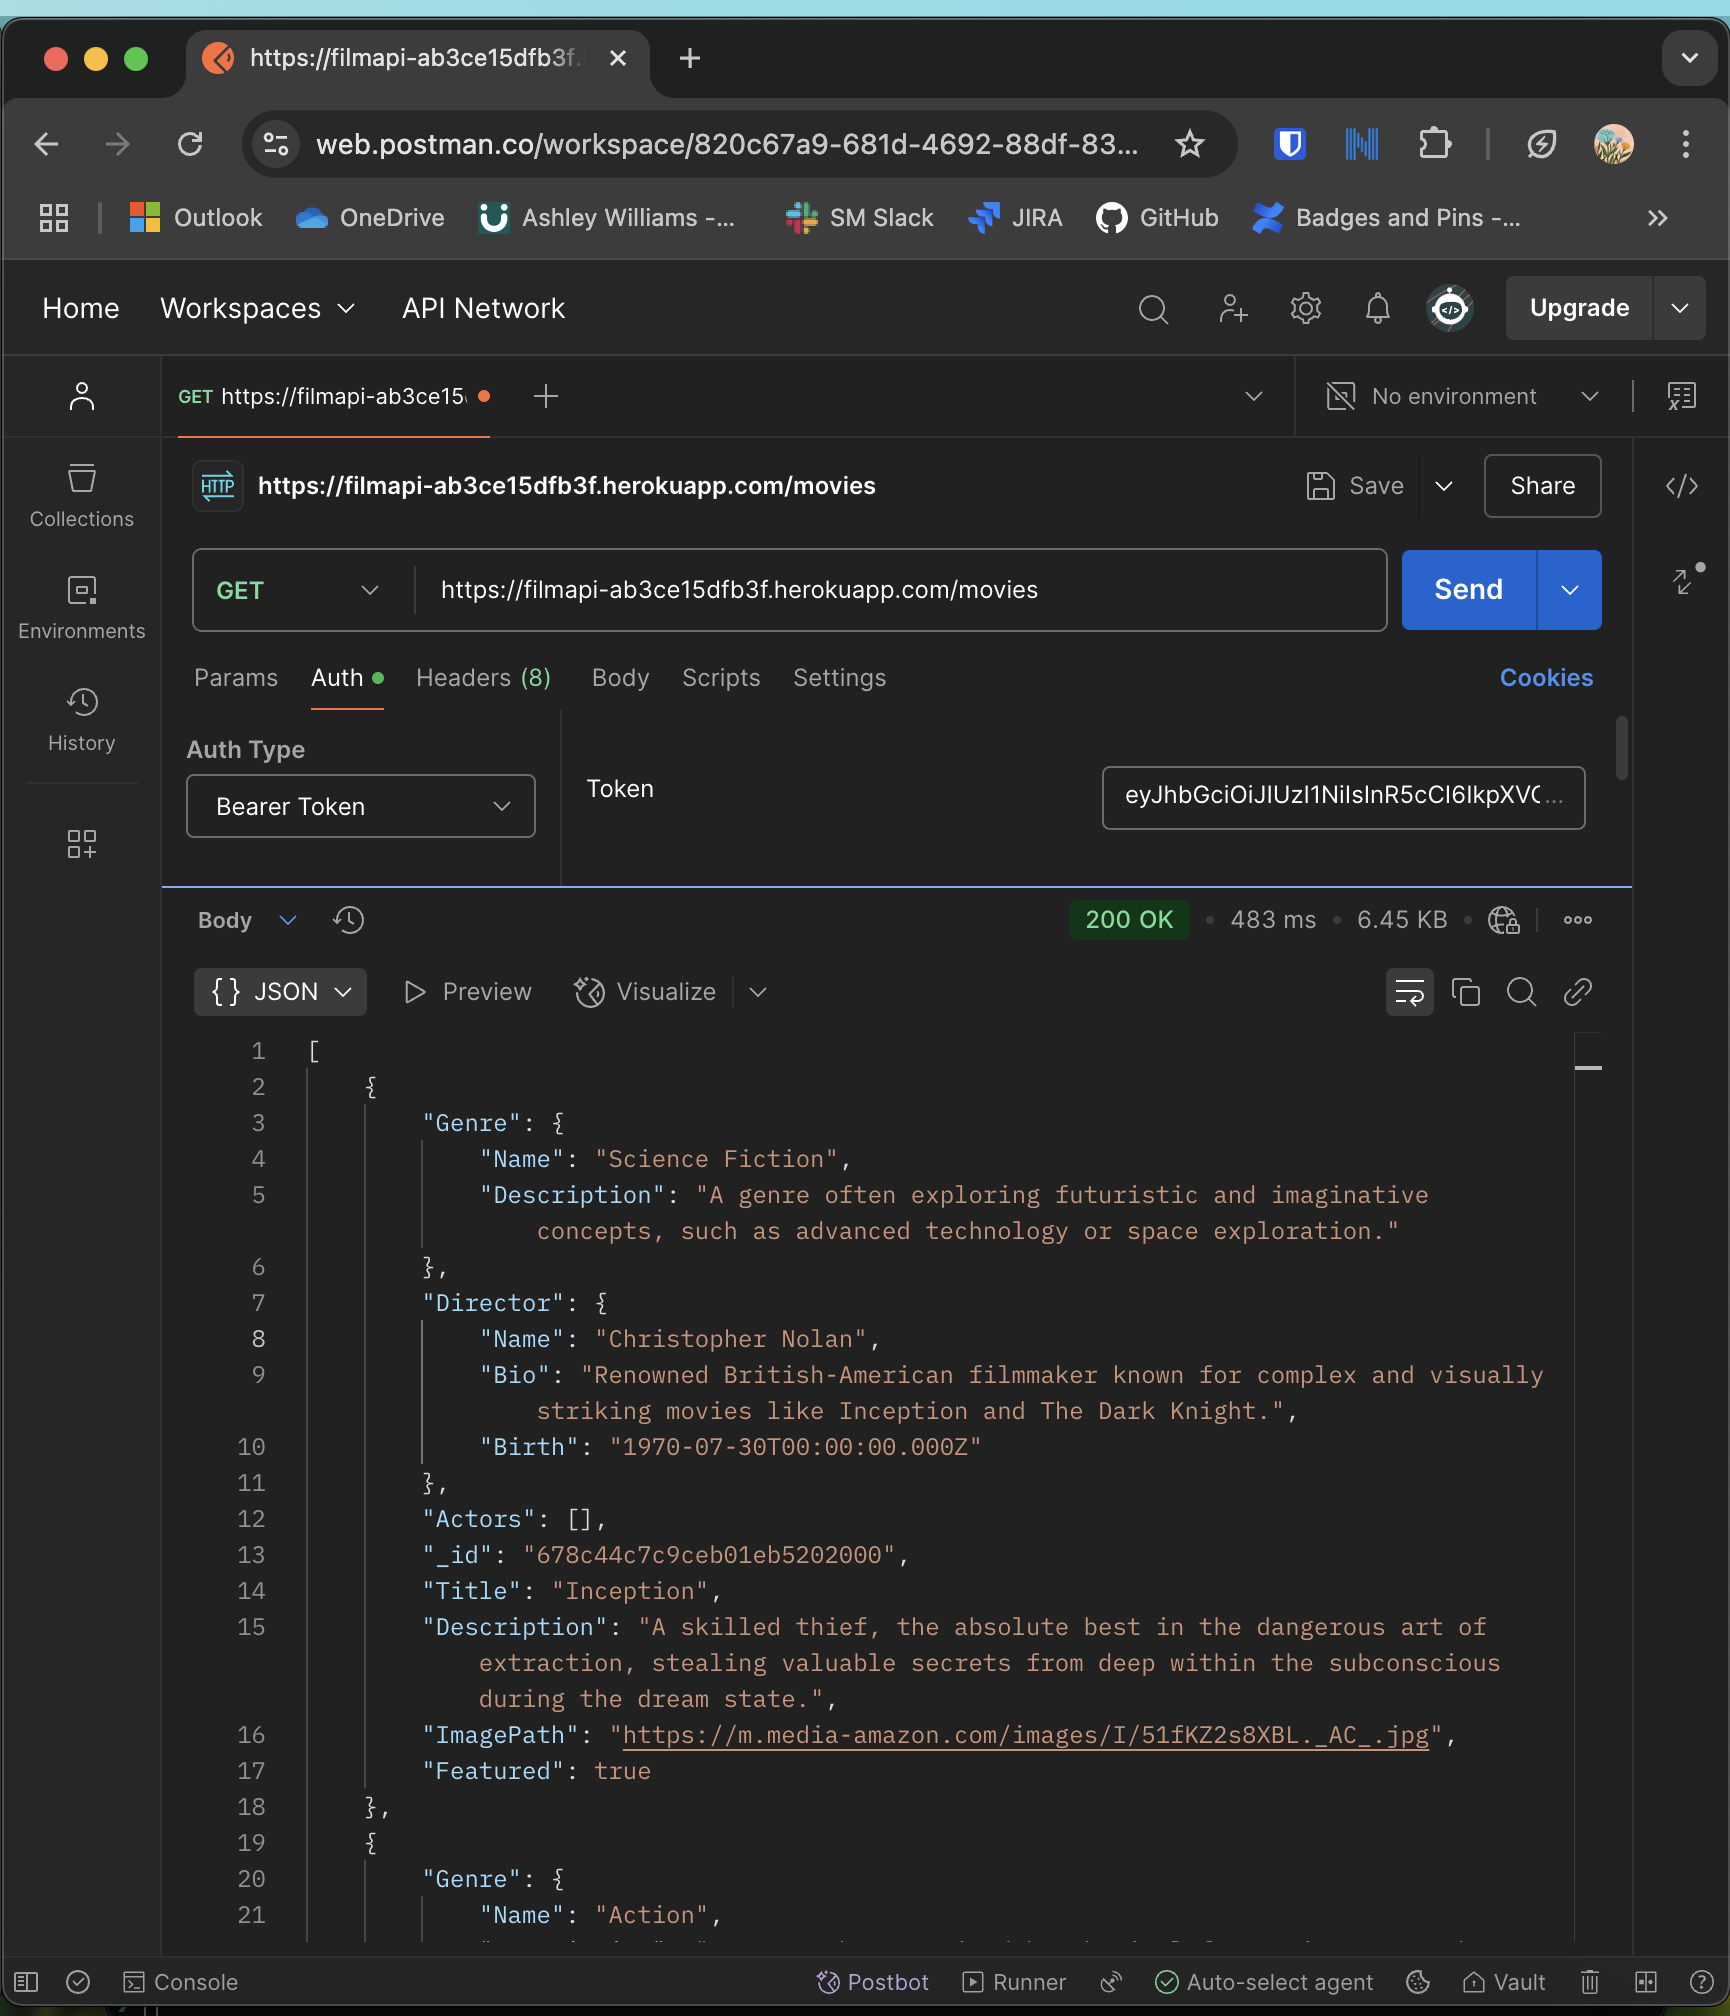 https://filmapi-ab3ce15dfb3f.
web.postman.co/workspace/820c67a9-681d-4692-88df-83...
Outlook OneDrive Ashley Williams -... SM Slack JIRA GitHub Badges and Pins -...
Home Workspaces API Network Upgrade
GET https://filmapi-ab3ce15 No environment
HTTP https://filmapi-ab3ce15dfb3f.herokuapp.com/movies Save Share
Collections
GET https://filmapi-ab3ce15dfb3f.herokuapp.com/movies Send
Environments
Params Auth Headers (8) Body Scripts Settings Cookies
History
Auth Type
Bearer Token
Token
eyJhbGciOiJIUzI1NiIsInR5cCI6IkpXVC...
Body 200 OK 483 ms 6.45 KB
{} JSON Preview Visualize
1 [
2 {
3 "Genre": {
4 "Name": "Science Fiction",
5 "Description": "A genre often exploring futuristic and imaginative
concepts, such as advanced technology or space exploration."
6 },
7 "Director": {
8 "Name": "Christopher Nolan",
9 "Bio": "Renowned British-American filmmaker known for complex and visually
striking movies like Inception and The Dark Knight.",
10 "Birth": "1970-07-30T00:00:00.000Z"
11 },
12 "Actors": [],
13 "_id": "678c44c7c9ceb01eb5202000",
14 "Title": "Inception",
15 "Description": "A skilled thief, the absolute best in the dangerous art of
extraction, stealing valuable secrets from deep within the subconscious
during the dream state.",
16 "ImagePath": "https://m.media-amazon.com/images/I/51fKZ2s8XBL._AC_.jpg",
17 "Featured": true
18 },
19 {
20 "Genre": {
21 "Name": "Action",
Console Postbot Runner Auto-select agent Vault